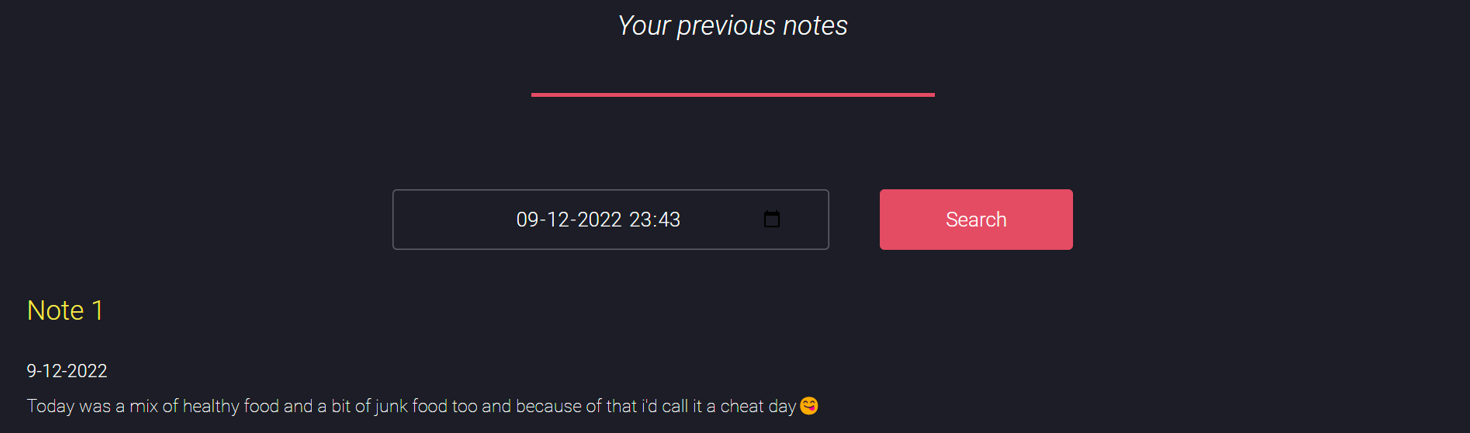 Your previous notes
09-12-2022 23:43
Search
Note 1
9-12-2022
Today was a mix of healthy food and a bit of junk food too and because of that i'd call it a cheat day😋